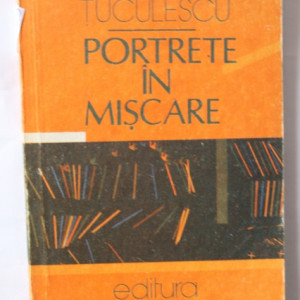 TUCULESCU
PORTRETE
ÎN
MIȘCARE
editura